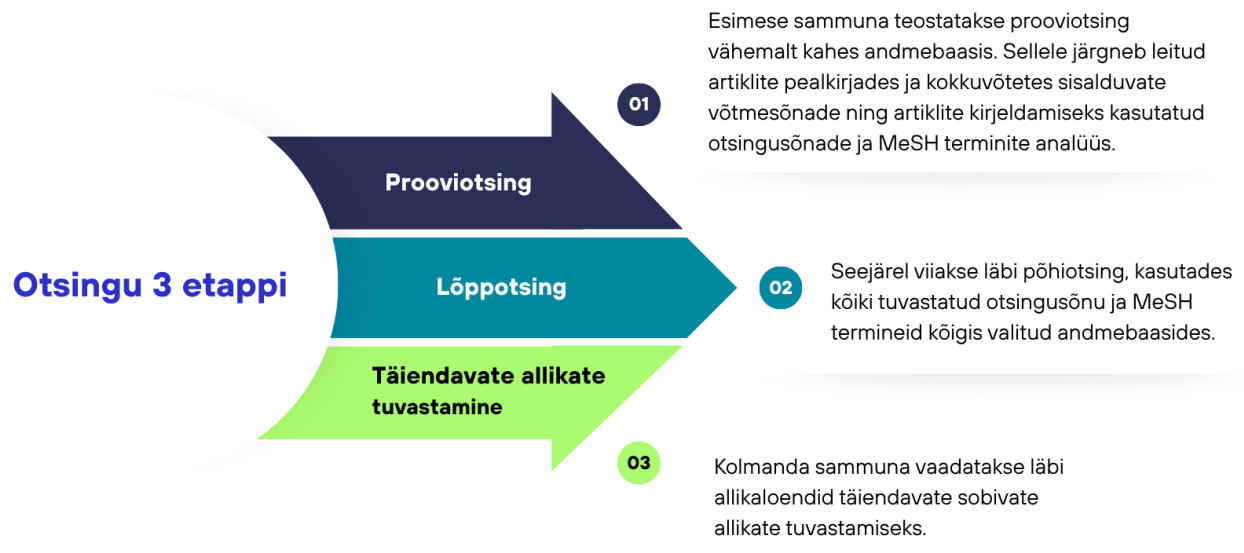 Otsingu 3 etappi
Prooviotsing
01
Esimese sammuna teostatakse prooviotsing
vähemalt kahes andmebaasis. Sellele järgneb leitud
artiklite pealkirjades ja kokkuvõtetes sisalduvate
võtmesõnade ning artiklite kirjeldamiseks kasutatud
otsingusõnade ja MeSH terminite analüüs.
Lõppotsing
02
Seejärel viiakse läbi põhiotsing, kasutades
kõiki tuvastatud otsingusõnu ja MeSH
termineid kõigis valitud andmebaasides.
Täiendavate allikate
tuvastamine
03
Kolmanda sammuna vaadatakse läbi
allikaloendid täiendavate sobivate
allikate tuvastamiseks.